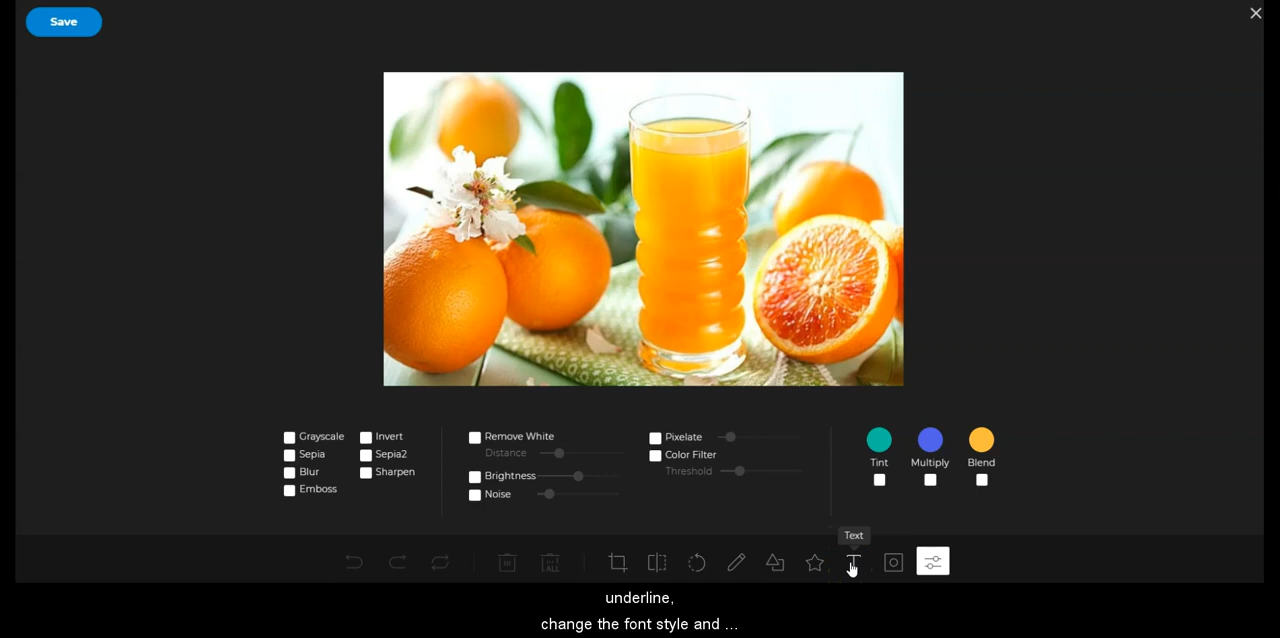 Save
Grayscale
Invert
Remove White
Pixelate
Sepia
Sepia2
Distance
Color Filter
Blur
Sharpen
Brightness
Threshold
Tint
Multiply
Blend
Emboss
Noise
Text
ALL
underline,
change the font style and ...